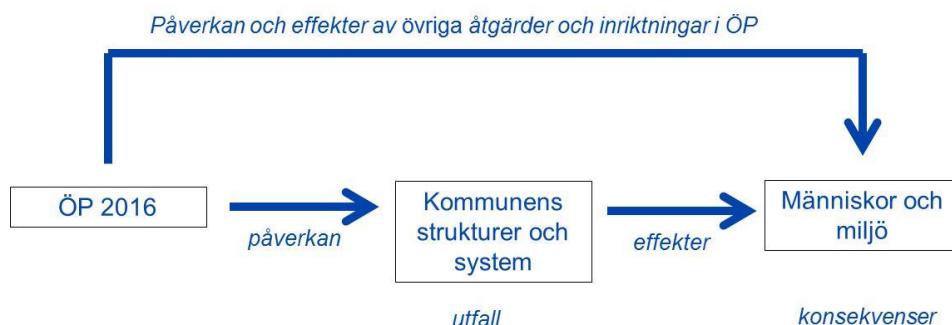 Påverkan och effekter av övriga åtgärder och inriktningar i ÖP
ÖP 2016
påverkan
Kommunens
strukturer och
system
effekter
Människor och
miljö
utfall
konsekvenser